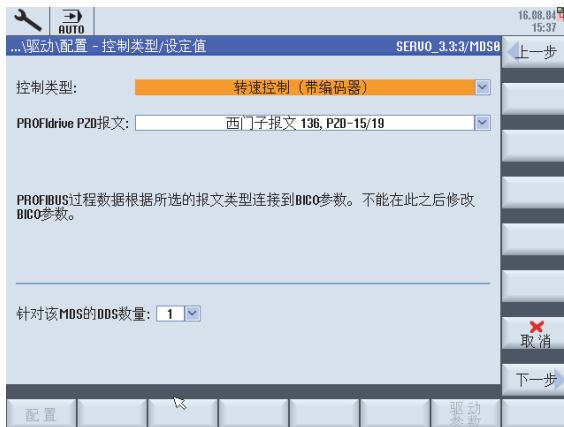 AUTO
16.08.04
15:37
...\驱动\配置 - 控制类型/设定值
SERVO_3.3:3/MDS0
上一步
控制类型:
转速控制（带编码器）
PROFIdrive PZD报文:
西门子报文 136, PZD-15/19
PROFIBUS过程数据根据所选的报文类型连接到BICO参数。不能在此之后修改
BICO参数。
针对该MDS的DDS数量:
1
取消
下一步
配置
驱动
参数